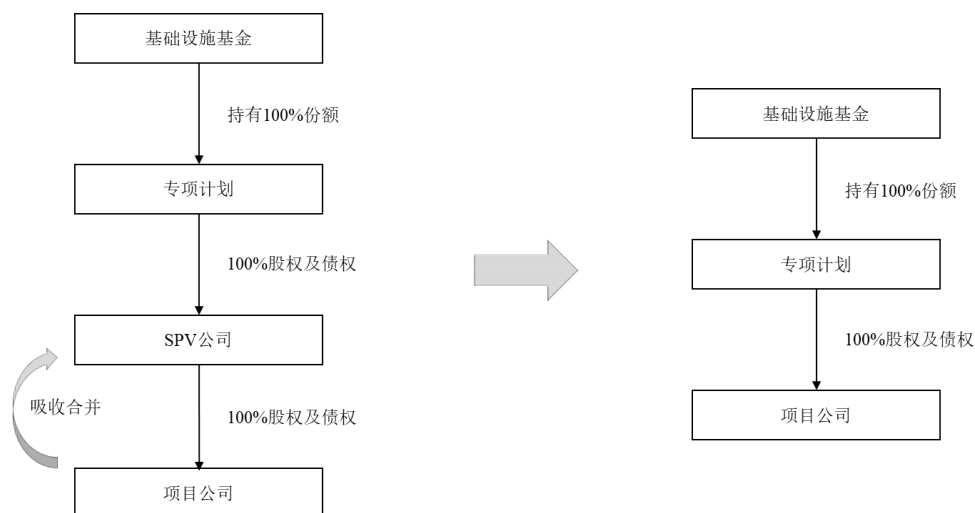 基础设施基金
持有100%份额
专项计划
100%股权及债权
SPV公司
吸收合并
100%股权及债权
项目公司
基础设施基金
持有100%份额
专项计划
100%股权及债权
项目公司